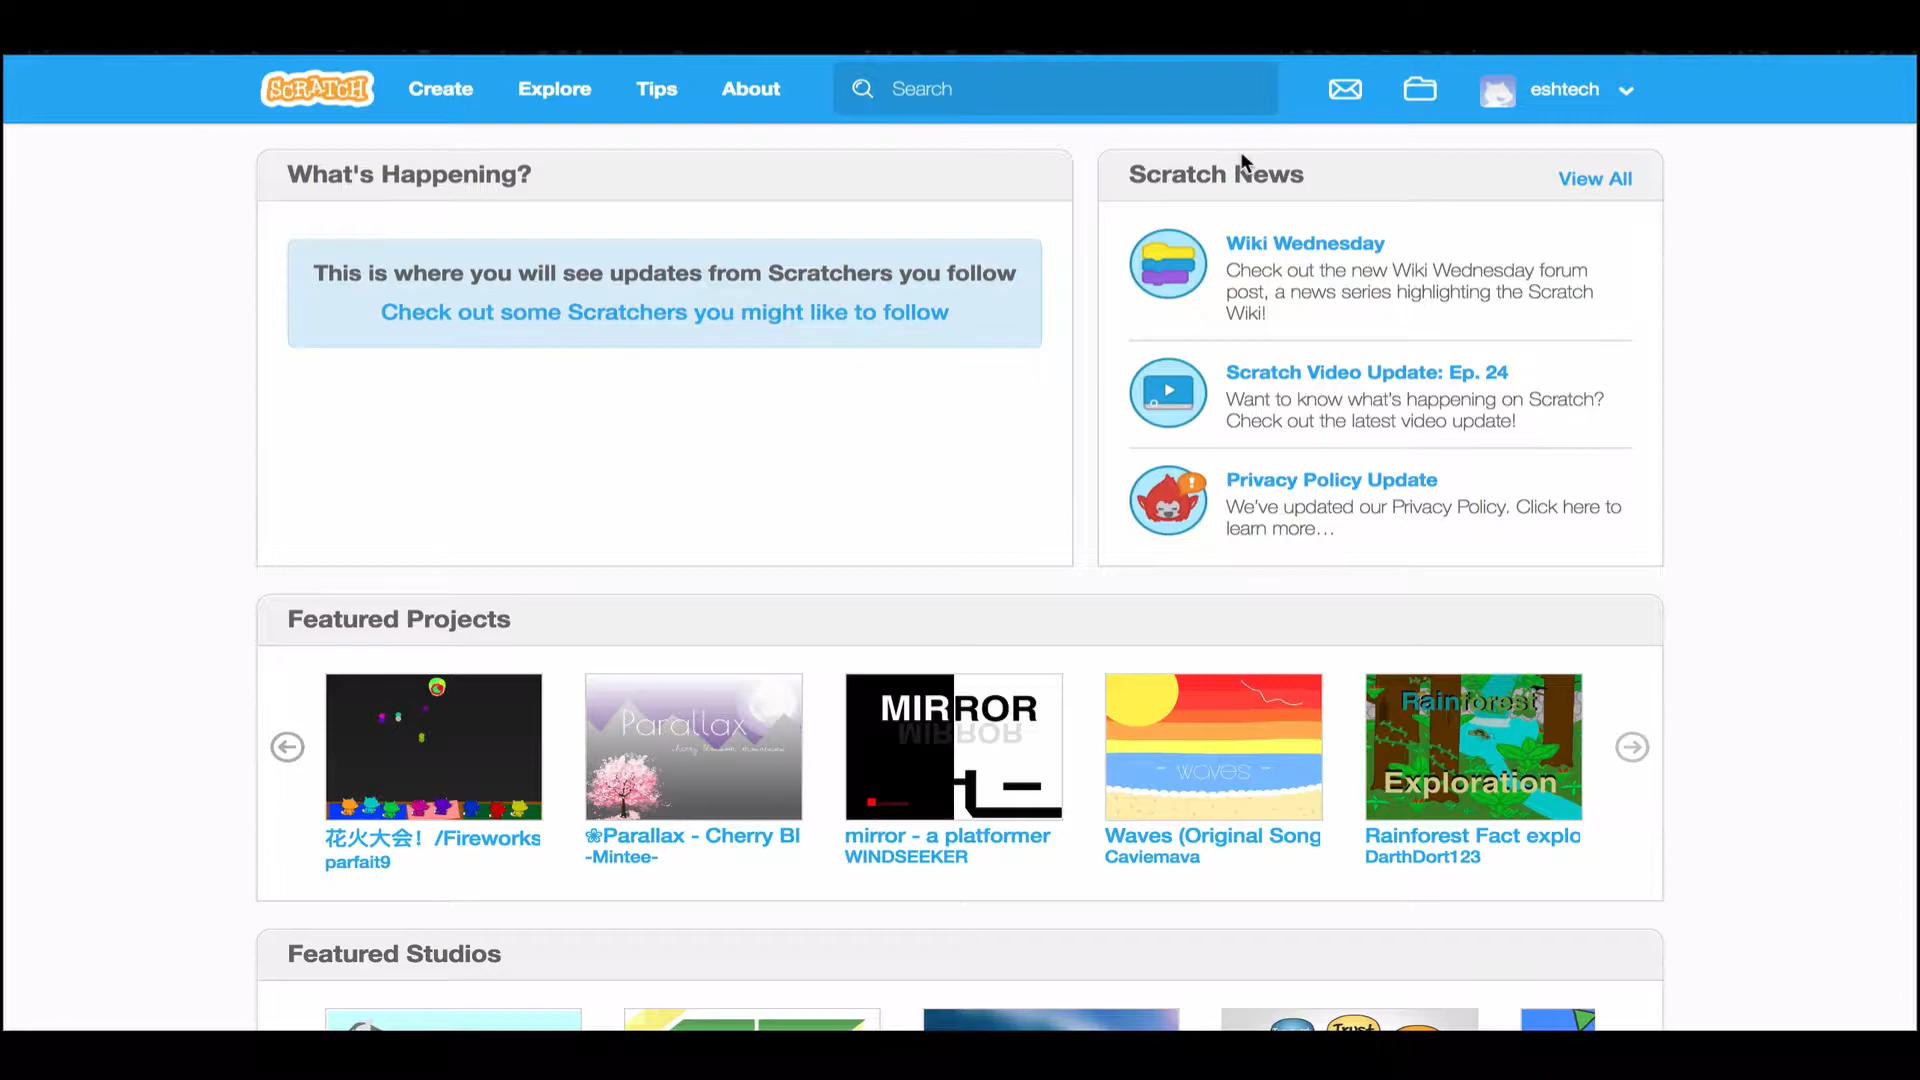 SCRATCH Create Explore Tips About Search eshtech
What's Happening?
This is where you will see updates from Scratchers you follow
Check out some Scratchers you might like to follow
Scratch News View All
Wiki Wednesday
Check out the new Wiki Wednesday forum
post, a news series highlighting the Scratch
Wiki!
Scratch Video Update: Ep. 24
Want to know what's happening on Scratch?
Check out the latest video update!
Privacy Policy Update
We've updated our Privacy Policy. Click here to
learn more…
Featured Projects
Parallax
cherry blossom mountains
MIRROR
MIRROR
- waves -
Rainforest
Exploration
花火大会！/Fireworks
parfait9
❀Parallax - Cherry Bl
-Mintee-
mirror - a platformer
WINDSEEKER
Waves (Original Song
Caviemava
Rainforest Fact explo
DarthDort123
Featured Studios
Trust